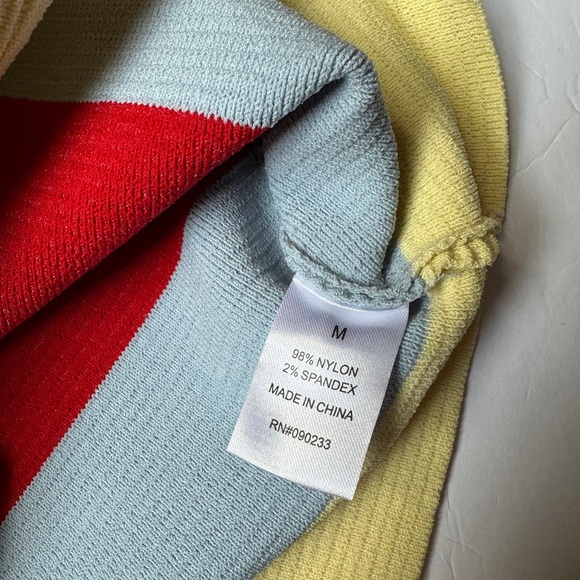 M
98% NYLON
2% SPANDEX
MADE IN CHINA
RN#090233